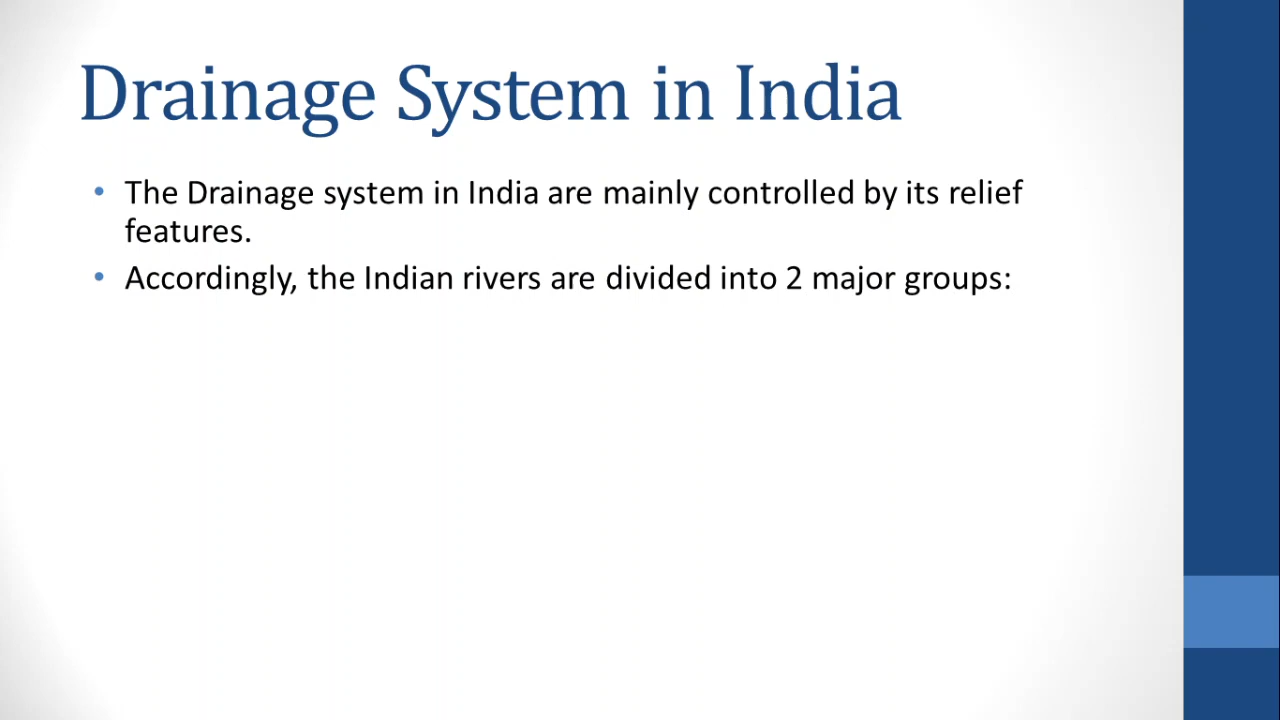 Drainage System in India
• The Drainage system in India are mainly controlled by its relief
features.
• Accordingly, the Indian rivers are divided into 2 major groups: